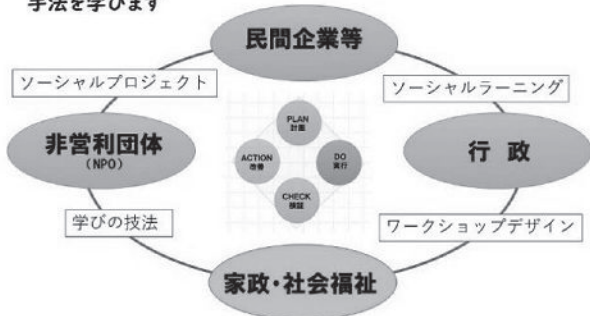 手法を学びます
民間企業等
ソーシャルプロジェクト
ソーシャルラーニング
PLAN
計画
非営利団体
(NPO)
ACTION
改善
DO
実行
行政
CHECK
検証
学びの技法
ワークショップデザイン
家政・社会福祉